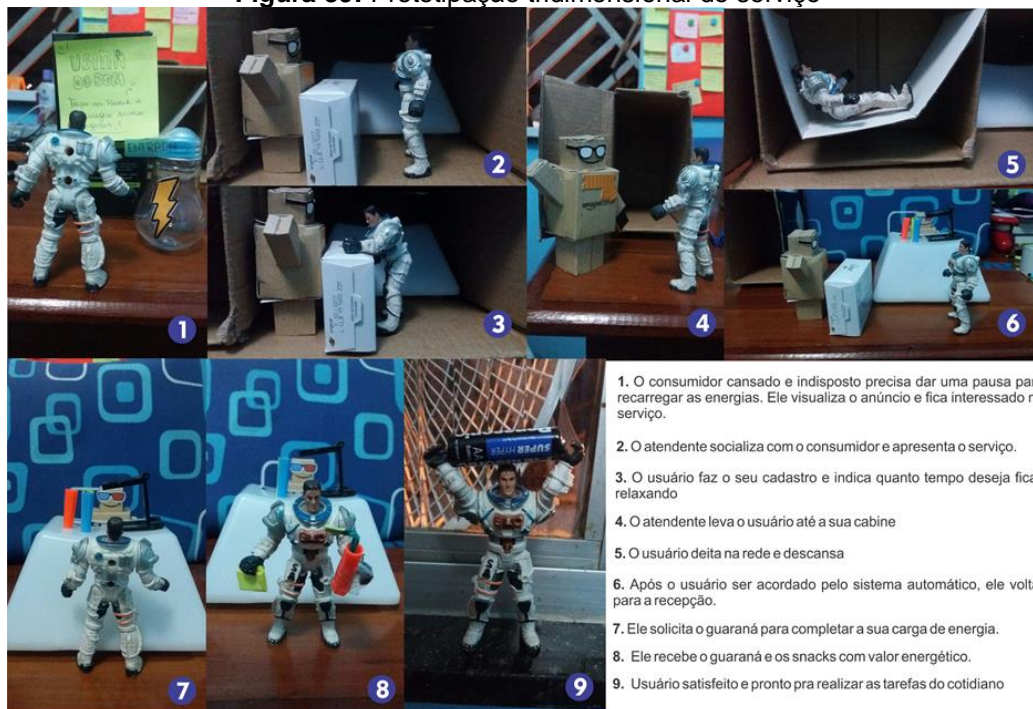 Figura Prototipação tridimensional do serviço
USINA
DO BEM
ENTRADA
1
2
3
4
5
6
amazon
SUPER HYPER
7
8
9
1. O consumidor cansado e indisposto precisa dar uma pausa par
recarregar as energias. Ele visualiza o anúncio e fica interessado n
serviço.
2. O atendente socializa com o consumidor e apresenta o serviço.
3. O usuário faz o seu cadastro e indica quanto tempo deseja fica
relaxando
4. O atendente leva o usuário até a sua cabine
5. O usuário deita na rede e descansa
6. Após o usuário ser acordado pelo sistema automático, ele volta
para a recepção.
7. Ele solicita o guaraná para completar a sua carga de energia.
8. Ele recebe o guaraná e os snacks com valor energético.
9. Usuário satisfeito e pronto pra realizar as tarefas do cotidiano